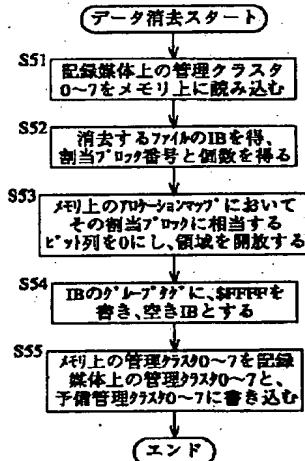 データ消去スタート
S51
記録媒体上の管理クラスタ
0〜7をメモリ上に読み込む
S52
消去するファイルのIBを得、
割当ブロック番号と個数を得る
S53
メモリ上のアロケーションマップにおいて
その割当ブロックに相当する
ビット列を0にし、領域を開放する
S54
IBのグループタグに、$FFFFを
書き、空きIBとする
S55
メモリ上の管理クラスタ0〜7を記録
媒体上の管理クラスタ0〜7と、
予備管理クラスタ0〜7に書き込む
エンド